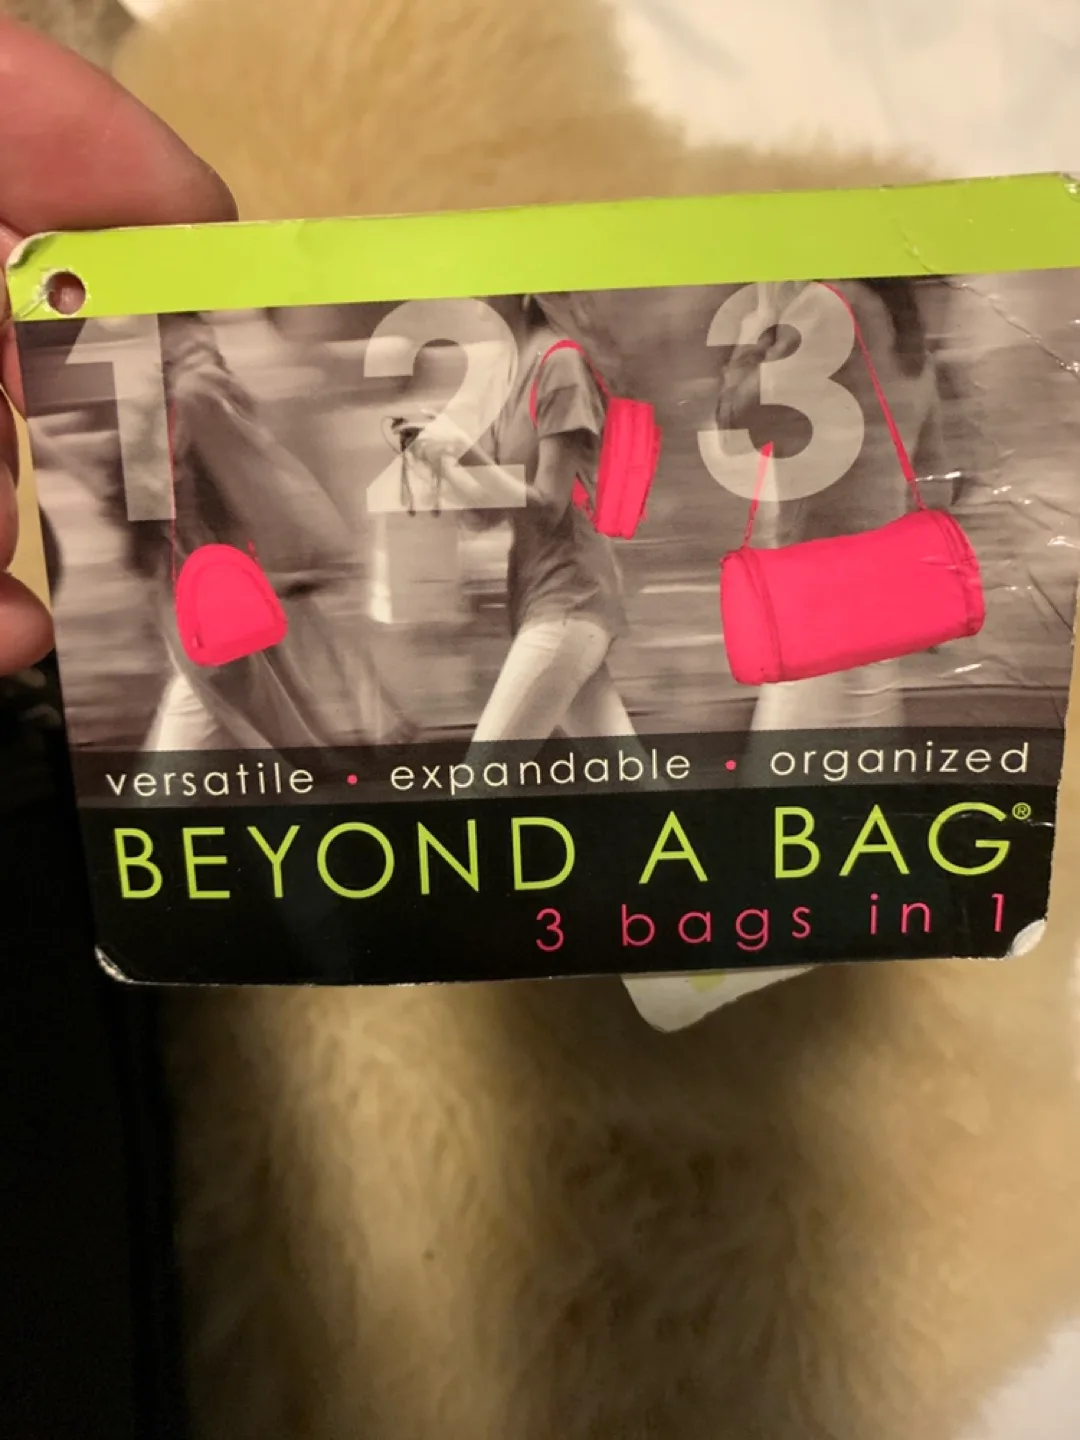 1 2 3
versatile • expandable • organized
BEYOND A BAG®
3 bags in 1